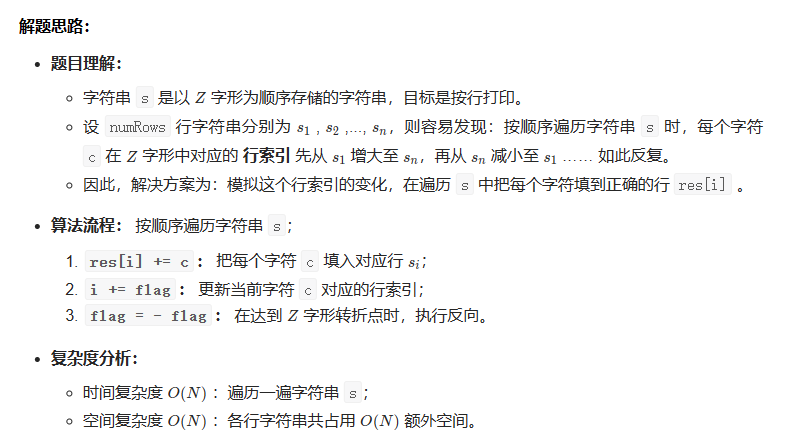 解题思路：
• 题目理解：
◦ 字符串 s 是以 Z 字形为顺序存储的字符串，目标是按行打印。
◦ 设 numRows 行字符串分别为 s₁ , s₂ ,..., sₙ，则容易发现：按顺序遍历字符串 s 时，每个字符
c 在 Z 字形中对应的 行索引 先从 s₁ 增大至 sₙ，再从 sₙ 减小至 s₁ …… 如此反复。
◦ 因此，解决方案为：模拟这个行索引的变化，在遍历 s 中把每个字符填到正确的行 res[i] 。
• 算法流程： 按顺序遍历字符串 s；
1. res[i] += c： 把每个字符 c 填入对应行 sᵢ；
2. i += flag： 更新当前字符 c 对应的行索引；
3. flag = - flag： 在达到 Z 字形转折点时，执行反向。
• 复杂度分析：
◦ 时间复杂度 O(N) ：遍历一遍字符串 s；
◦ 空间复杂度 O(N) ：各行字符串共占用 O(N) 额外空间。